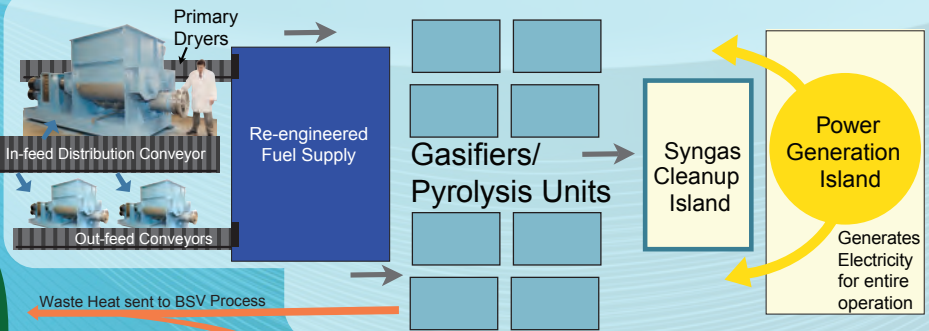 Primary
Dryers
In-feed Distribution Conveyor
Out-feed Conveyors
Re-engineered
Fuel Supply
Gasifiers/
Pyrolysis Units
Syngas
Cleanup
Island
Power
Generation
Island
Generates
Electricity
for entire
operation
Waste Heat sent to BSV Process